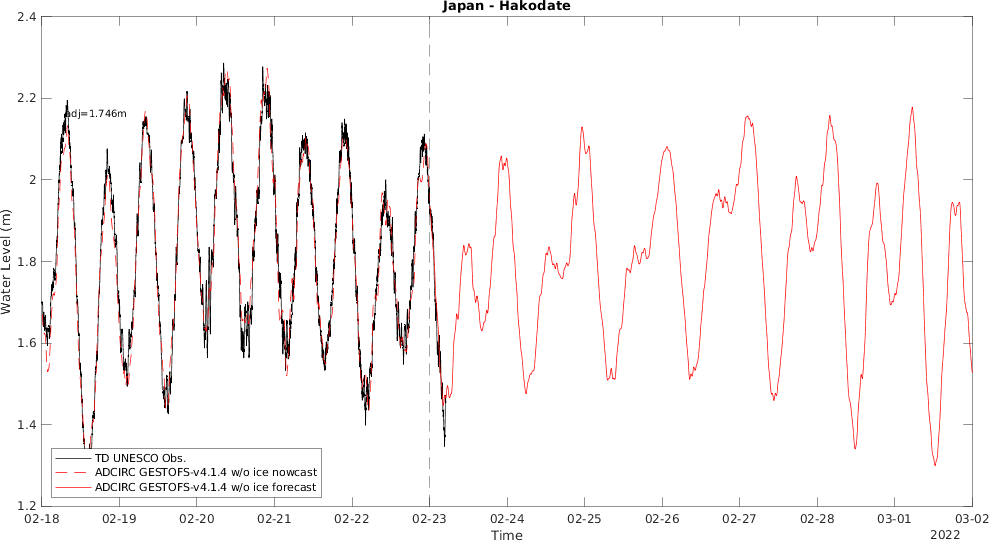 Japan - Hakodate
2.4
2.2
2
1.8
1.6
1.4
1.2
Water Level (m)
adj=1.746m
TD UNESCO Obs.
ADCIRC GESTOFS-v4.1.4 w/o ice nowcast
ADCIRC GESTOFS-v4.1.4 w/o ice forecast
02-18 02-19 02-20 02-21 02-22 02-23 02-24 02-25 02-26 02-27 02-28 03-01 03-02
Time
2022